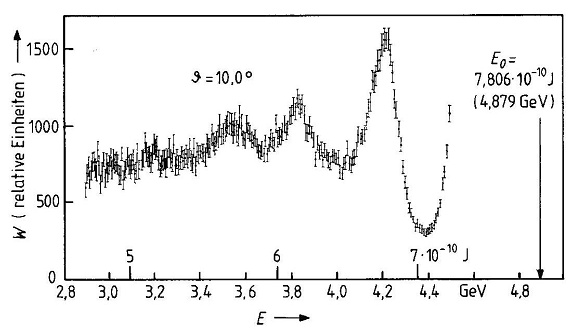 1500
1000
500
0
W (relative Einheiten)
ϑ = 10,0°
E₀ =
7,806·10⁻¹⁰ J
(4,879 GeV)
5
6
7·10⁻¹⁰ J
2,8
3,0
3,2
3,4
3,6
3,8
4,0
4,2
4,4
GeV
4,8
E